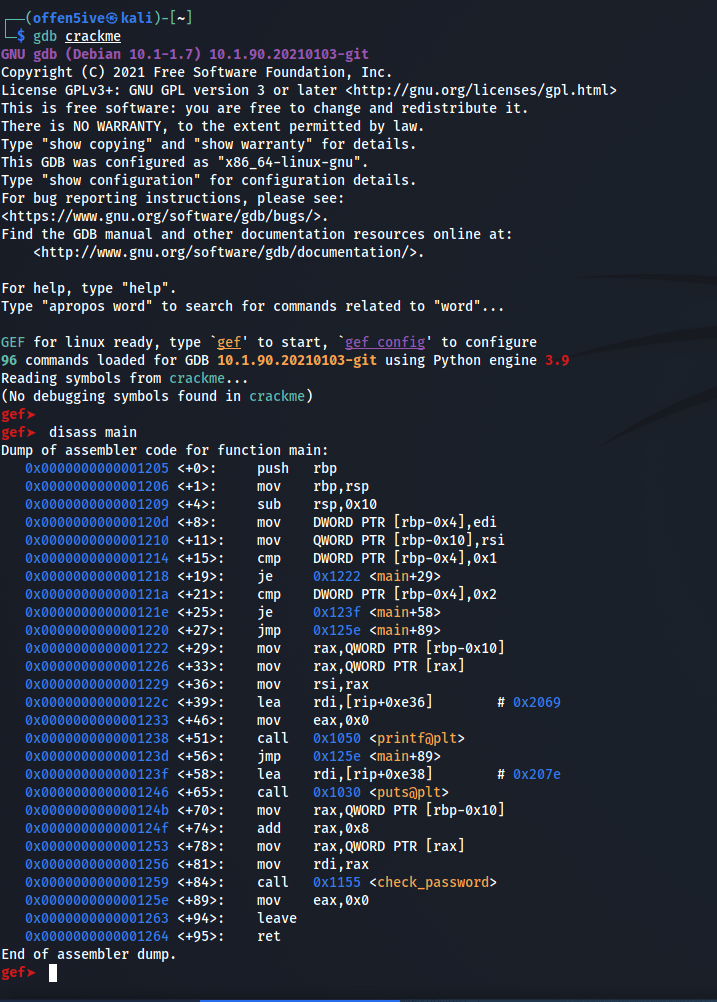 ┌──(offen5ive㉿kali)-[~]
└─$ gdb crackme
GNU gdb (Debian 10.1-1.7) 10.1.90.20210103-git
Copyright (C) 2021 Free Software Foundation, Inc.
License GPLv3+: GNU GPL version 3 or later <http://gnu.org/licenses/gpl.html>
This is free software: you are free to change and redistribute it.
There is NO WARRANTY, to the extent permitted by law.
Type "show copying" and "show warranty" for details.
This GDB was configured as "x86_64-linux-gnu".
Type "show configuration" for configuration details.
For bug reporting instructions, please see:
<https://www.gnu.org/software/gdb/bugs/>.
Find the GDB manual and other documentation resources online at:
    <http://www.gnu.org/software/gdb/documentation/>.
For help, type "help".
Type "apropos word" to search for commands related to "word"...
GEF for linux ready, type `gef' to start, `gef config' to configure
96 commands loaded for GDB 10.1.90.20210103-git using Python engine 3.9
Reading symbols from crackme...
(No debugging symbols found in crackme)
gef➤
gef➤  disass main
Dump of assembler code for function main:
   0x0000000000001205 <+0>:     push   rbp
   0x0000000000001206 <+1>:     mov    rbp,rsp
   0x0000000000001209 <+4>:     sub    rsp,0x10
   0x000000000000120d <+8>:     mov    DWORD PTR [rbp-0x4],edi
   0x0000000000001210 <+11>:    mov    QWORD PTR [rbp-0x10],rsi
   0x0000000000001214 <+15>:    cmp    DWORD PTR [rbp-0x4],0x1
   0x0000000000001218 <+19>:    je     0x1222 <main+29>
   0x000000000000121a <+21>:    cmp    DWORD PTR [rbp-0x4],0x2
   0x000000000000121e <+25>:    je     0x123f <main+58>
   0x0000000000001220 <+27>:    jmp    0x125e <main+89>
   0x0000000000001222 <+29>:    mov    rax,QWORD PTR [rbp-0x10]
   0x0000000000001226 <+33>:    mov    rax,QWORD PTR [rax]
   0x0000000000001229 <+36>:    mov    rsi,rax
   0x000000000000122c <+39>:    lea    rdi,[rip+0xe36]        # 0x2069
   0x0000000000001233 <+46>:    mov    eax,0x0
   0x0000000000001238 <+51>:    call   0x1050 <printf@plt>
   0x000000000000123d <+56>:    jmp    0x125e <main+89>
   0x000000000000123f <+58>:    lea    rdi,[rip+0xe38]        # 0x207e
   0x0000000000001246 <+65>:    call   0x1030 <puts@plt>
   0x000000000000124b <+70>:    mov    rax,QWORD PTR [rbp-0x10]
   0x000000000000124f <+74>:    add    rax,0x8
   0x0000000000001253 <+78>:    mov    rax,QWORD PTR [rax]
   0x0000000000001256 <+81>:    mov    rdi,rax
   0x0000000000001259 <+84>:    call   0x1155 <check_password>
   0x000000000000125e <+89>:    mov    eax,0x0
   0x0000000000001263 <+94>:    leave
   0x0000000000001264 <+95>:    ret
End of assembler dump.
gef➤